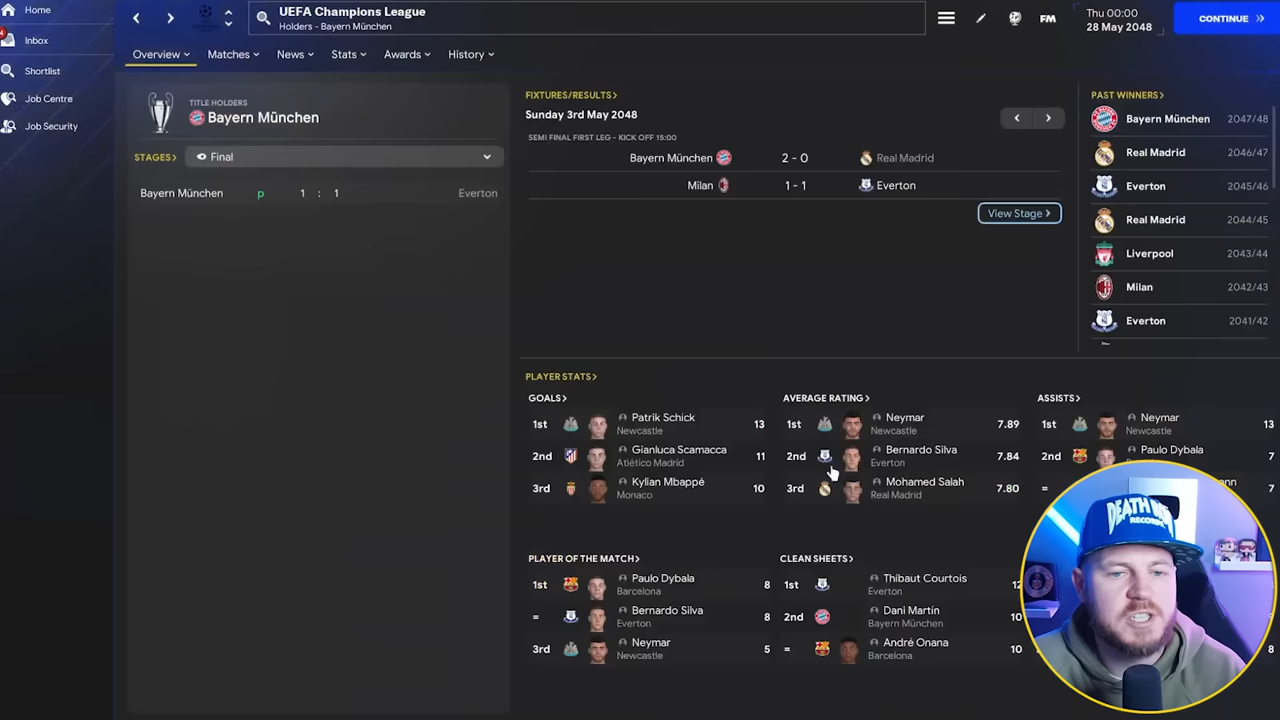 Home
Inbox
Shortlist
Job Centre
Job Security
UEFA Champions League
Holders - Bayern München
FM
Thu 00:00
28 May 2048
CONTINUE
Overview
Matches
News
Stats
Awards
History
TITLE HOLDERS
Bayern München
STAGES
Final
Bayern München p 1 : 1 Everton
FIXTURES/RESULTS
Sunday 3rd May 2048
SEMI FINAL FIRST LEG - KICK OFF 15:00
Bayern München 2 - 0 Real Madrid
Milan 1 - 1 Everton
View Stage
PAST WINNERS
Bayern München 2047/48
Real Madrid 2046/47
Everton 2045/46
Real Madrid 2044/45
Liverpool 2043/44
Milan 2042/43
Everton 2041/42
PLAYER STATS
GOALS
1st Patrik Schick 13
Newcastle
2nd Gianluca Scamacca 11
Atlético Madrid
3rd Kylian Mbappé 10
Monaco
AVERAGE RATING
1st Neymar 7.89
Newcastle
2nd Bernardo Silva 7.84
Everton
3rd Mohamed Salah 7.80
Real Madrid
ASSISTS
1st Neymar 13
Newcastle
2nd Paulo Dybala 7
= 7
PLAYER OF THE MATCH
1st Paulo Dybala 8
Barcelona
= Bernardo Silva 8
Everton
3rd Neymar 5
Newcastle
CLEAN SHEETS
1st Thibaut Courtois 12
Everton
2nd Dani Martín 10
Bayern München
= André Onana 10
Barcelona
8
DEATH ROW
RECORDS